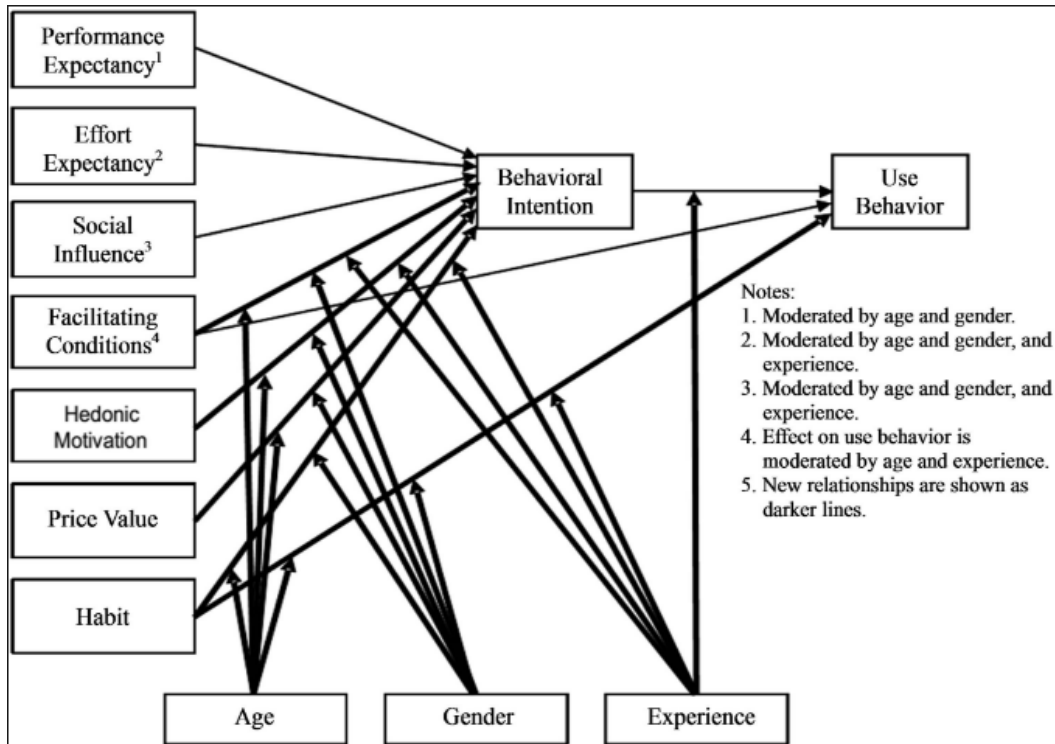 Performance
Expectancy¹
Effort
Expectancy²
Social
Influence³
Facilitating
Conditions⁴
Hedonic
Motivation
Price Value
Habit
Behavioral
Intention
Use
Behavior
Notes:
1. Moderated by age and gender.
2. Moderated by age and gender, and
experience.
3. Moderated by age and gender, and
experience.
4. Effect on use behavior is
moderated by age and experience.
5. New relationships are shown as
darker lines.
Age
Gender
Experience